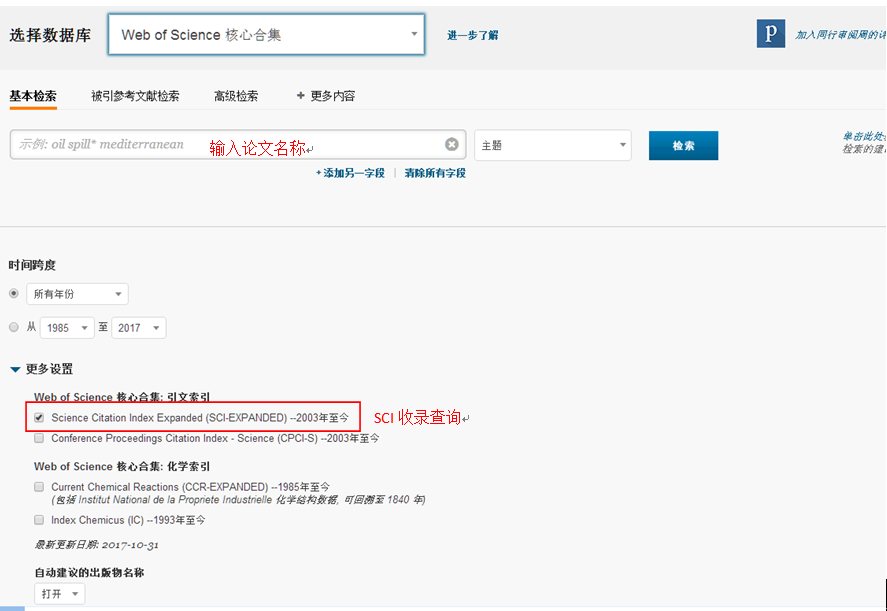 选择数据库 Web of Science 核心合集 进一步了解 p 加入同行审阅周的
基本检索 被引参考文献检索 高级检索 + 更多内容
示例: oil spill* mediterranean 输入论文名称 主题 检索 单击此处
检索的建
+添加另一字段 | 清除所有字段
时间跨度
所有年份
从 1985 至 2017
更多设置
Web of Science 核心合集: 引文索引
Science Citation Index Expanded (SCI-EXPANDED) --2003年至今 SCI 收录查询
Conference Proceedings Citation Index - Science (CPCI-S) --2003年至今
Web of Science 核心合集: 化学索引
Current Chemical Reactions (CCR-EXPANDED) --1985年至今
(包括 Institut National de la Propriete Industrielle 化学结构数据, 可回溯至 1840 年)
Index Chemicus (IC) --1993年至今
最新更新日期: 2017-10-31
自动建议的出版物名称
打开